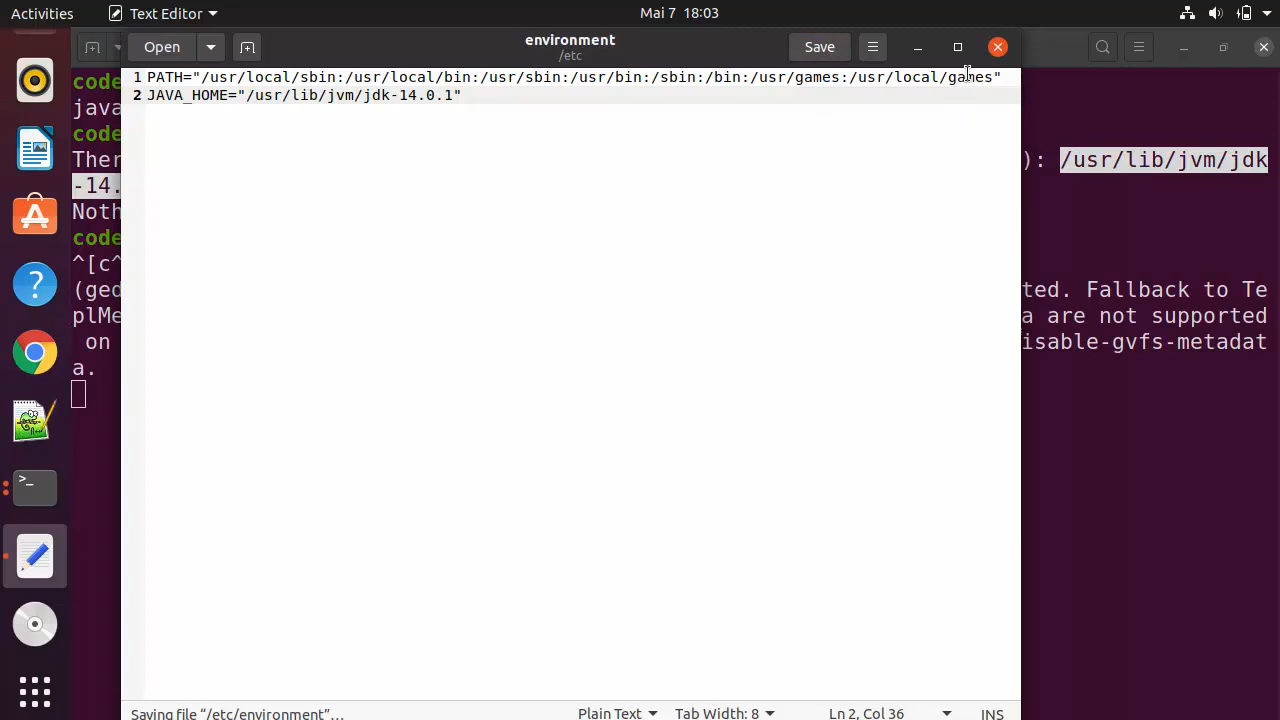 Activities Text Editor Mai 7 18:03
Open environment Save
/etc
1 PATH="/usr/local/sbin:/usr/local/bin:/usr/sbin:/usr/bin:/sbin:/bin:/usr/games:/usr/local/games"
2 JAVA_HOME="/usr/lib/jvm/jdk-14.0.1"
code
java
code
Ther ): /usr/lib/jvm/jdk
-14.
Noth
code
^[c^
(ged ted. Fallback to Te
plMe a are not supported
on isable-gvfs-metadat
a.
>_
Saving file “/etc/environment”… Plain Text Tab Width: 8 Ln 2, Col 36 INS